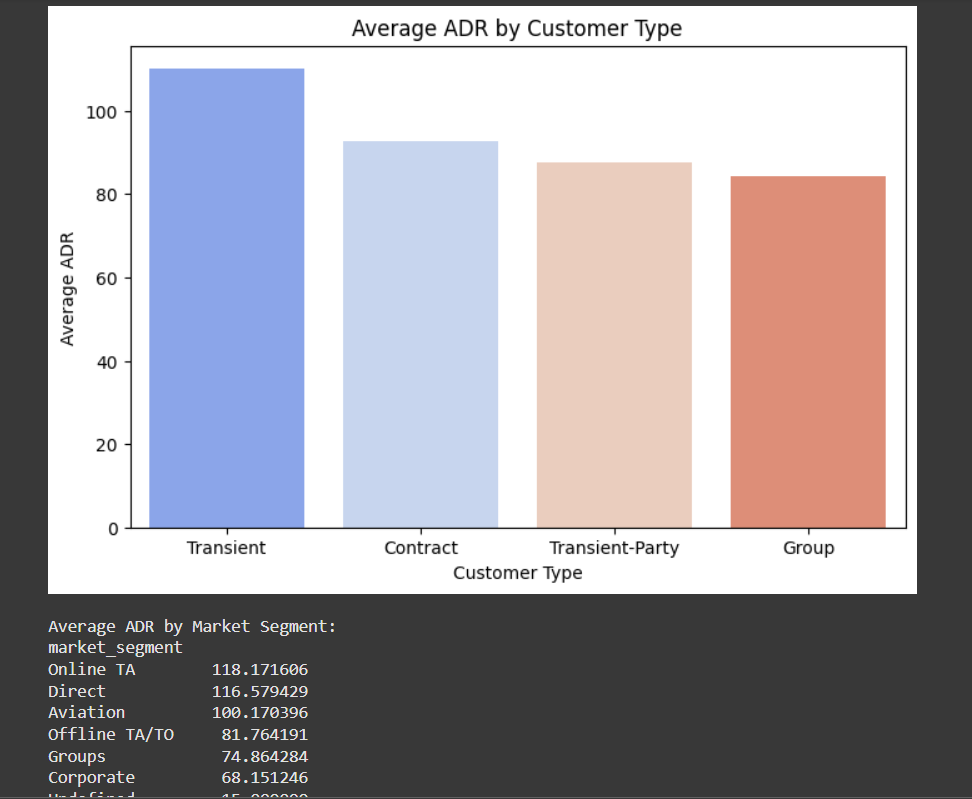 Average ADR by Customer Type
100
80
60
40
20
0
Average ADR
Transient Contract Transient-Party Group
Customer Type
Average ADR by Market Segment:
market_segment
Online TA 118.171606
Direct 116.579429
Aviation 100.170396
Offline TA/TO 81.764191
Groups 74.864284
Corporate 68.151246